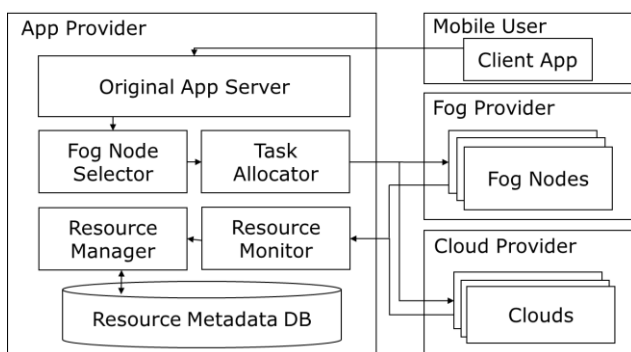 App Provider
Original App Server
Fog Node
Selector
Task
Allocator
Resource
Manager
Resource
Monitor
Resource Metadata DB
Mobile User
Client App
Fog Provider
Fog Nodes
Cloud Provider
Clouds